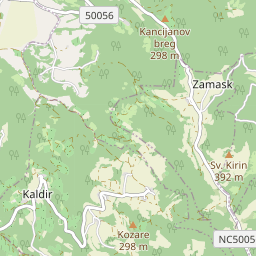 50056
Kancijanov
breg
298 m
Zamask
Sv. Kirin
392 m
Kaldir
Kozare
298 m
NC5005